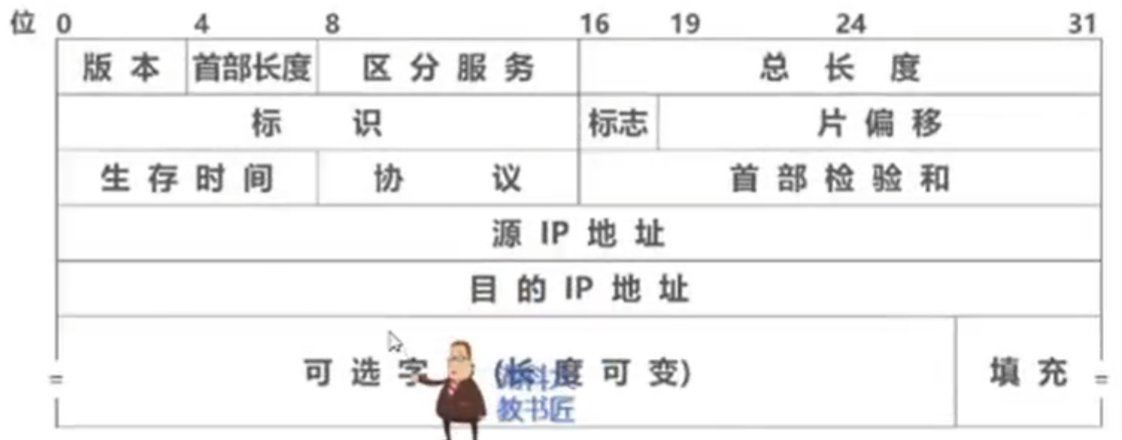 位 0 4 8 16 19 24 31
版本 首部长度 区分服务 总长度
标识 标志 片偏移
生存时间 协议 首部检验和
源 IP 地址
目的 IP 地址
可选字 (长度可变) 填充
教书匠